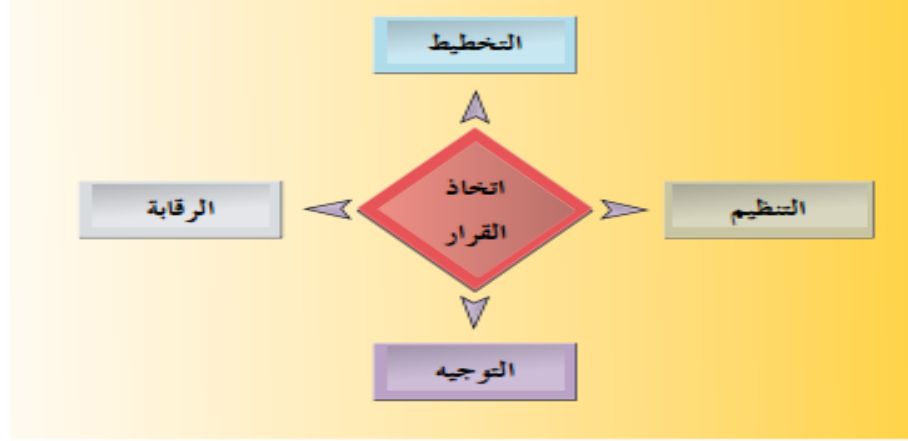 التخطيط
اتخاذ
القرار
التنظيم
الرقابة
التوجيه